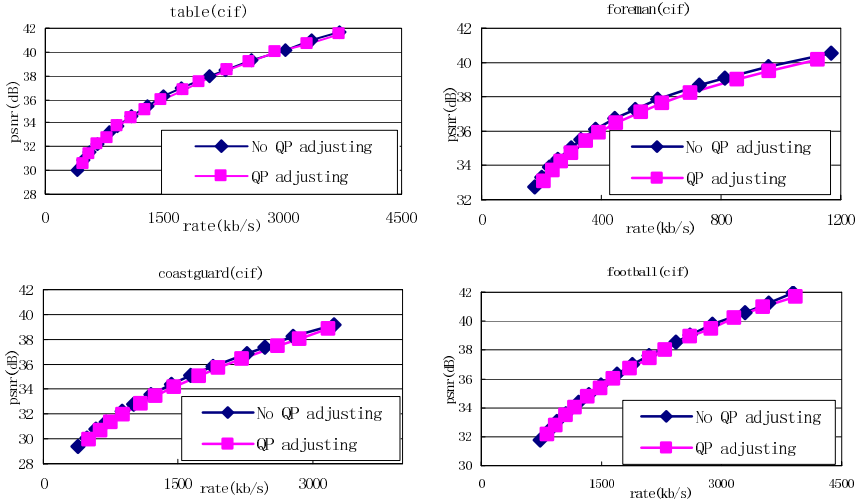 table(cif)
42
40
38
36
34
32
30
28
psnr(dB)
No QP adjusting
QP adjusting
0
1500
3000
4500
rate(kb/s)
foreman(cif)
42
40
38
36
34
32
psnr(dB)
No QP adjusting
QP adjusting
0
400
800
1200
rate(kb/s)
coastguard(cif)
42
40
38
36
34
32
30
28
psnr(dB)
No QP adjusting
QP adjusting
0
1500
3000
rate(kb/s)
football(cif)
42
40
38
36
34
32
30
psnr(dB)
No QP adjusting
QP adjusting
0
1500
3000
4500
rate(kb/s)